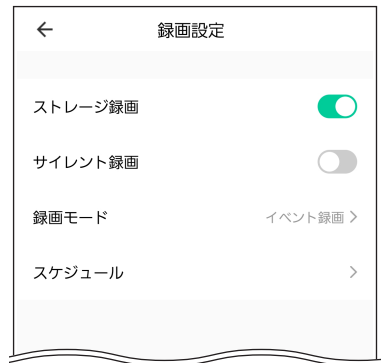 録画設定
ストレージ録画
サイレント録画
録画モード
イベント録画
スケジュール